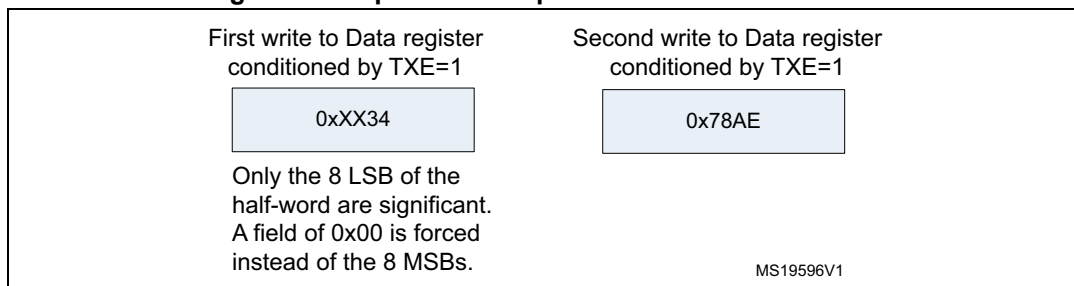 First write to Data register
conditioned by TXE=1
0xXX34
Only the 8 LSB of the
half-word are significant.
A field of 0x00 is forced
instead of the 8 MSBs.
Second write to Data register
conditioned by TXE=1
0x78AE
MS19596V1